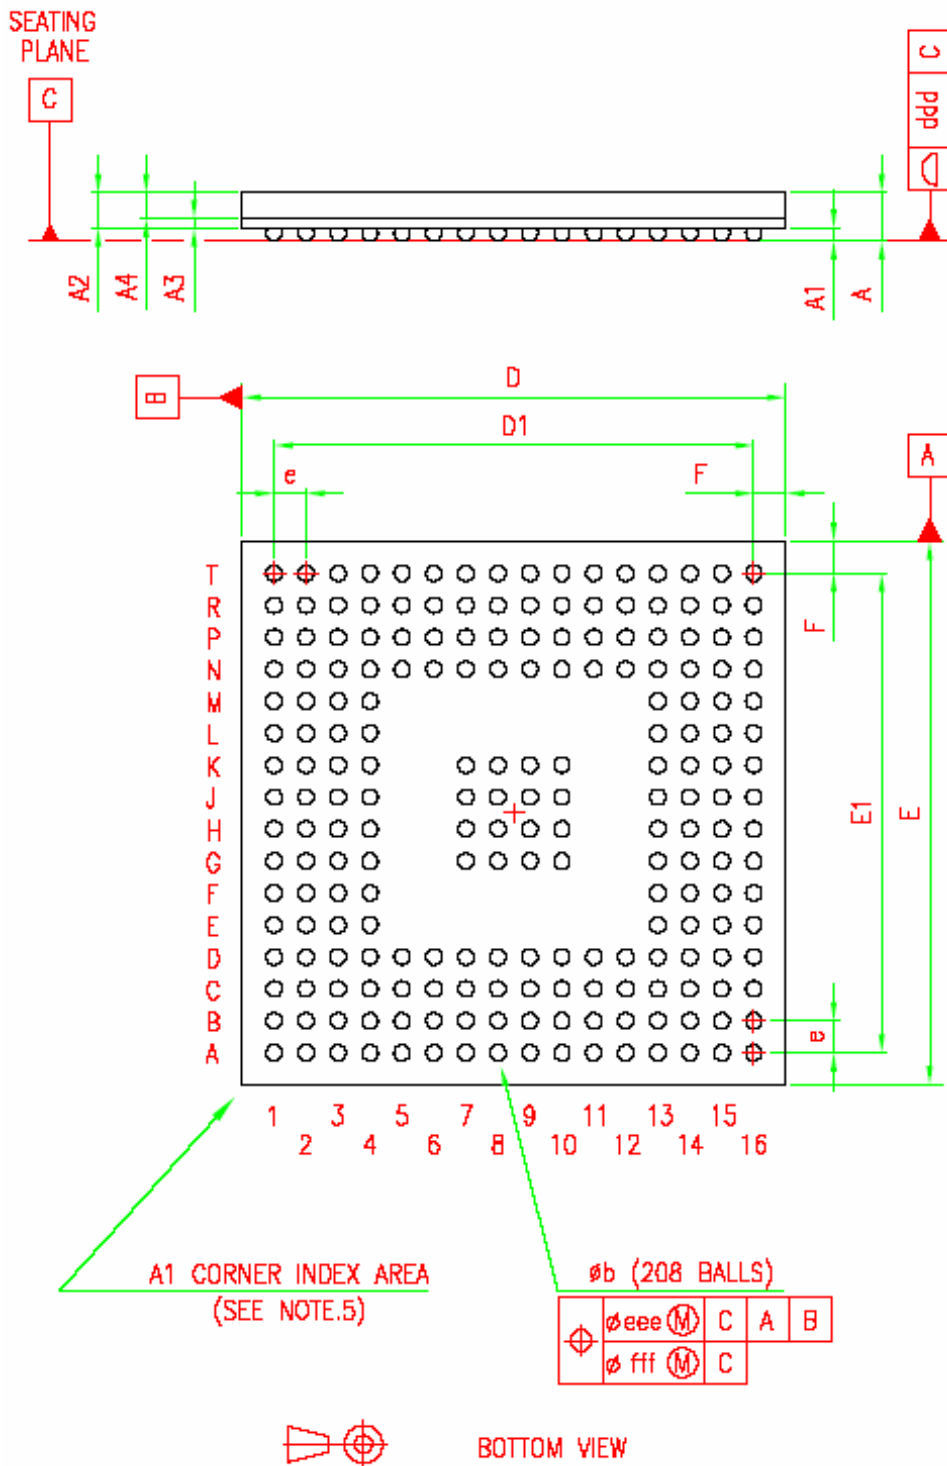 SEATING
PLANE
C
C
ddd
A2
A4
A3
A1
A
B
D
D1
e
F
A
T
R
P
N
M
L
K
J
H
G
F
E
D
C
B
A
F
E1
E
e
1 3 5 7 9 11 13 15
2 4 6 8 10 12 14 16
A1 CORNER INDEX AREA
(SEE NOTE.5)
øb (208 BALLS)
ø eee Ⓜ C A B
ø fff Ⓜ C
BOTTOM VIEW